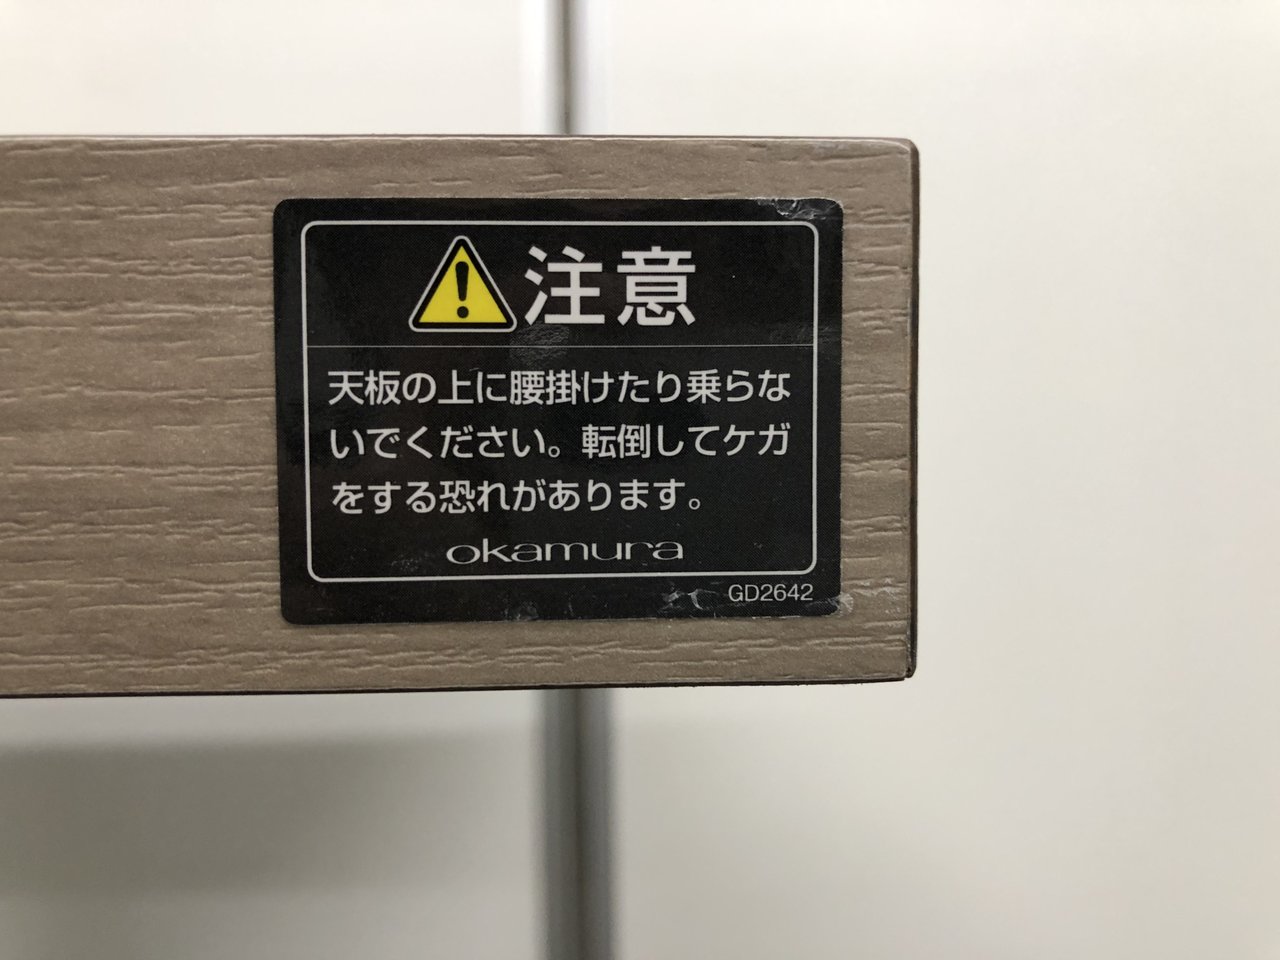 注意
天板の上に腰掛けたり乗らな
いでください。転倒してケガ
をする恐れがあります。
okamura
GD2642